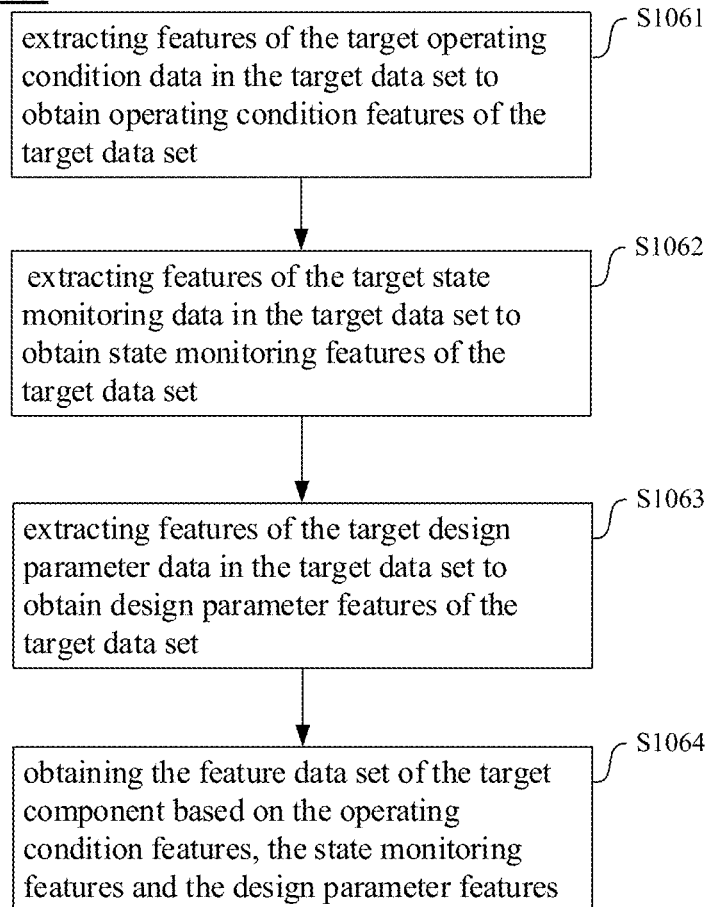 S1061
extracting features of the target operating
condition data in the target data set to
obtain operating condition features of the
target data set
S1062
extracting features of the target state
monitoring data in the target data set to
obtain state monitoring features of the
target data set
S1063
extracting features of the target design
parameter data in the target data set to
obtain design parameter features of the
target data set
S1064
obtaining the feature data set of the target
component based on the operating
condition features, the state monitoring
features and the design parameter features